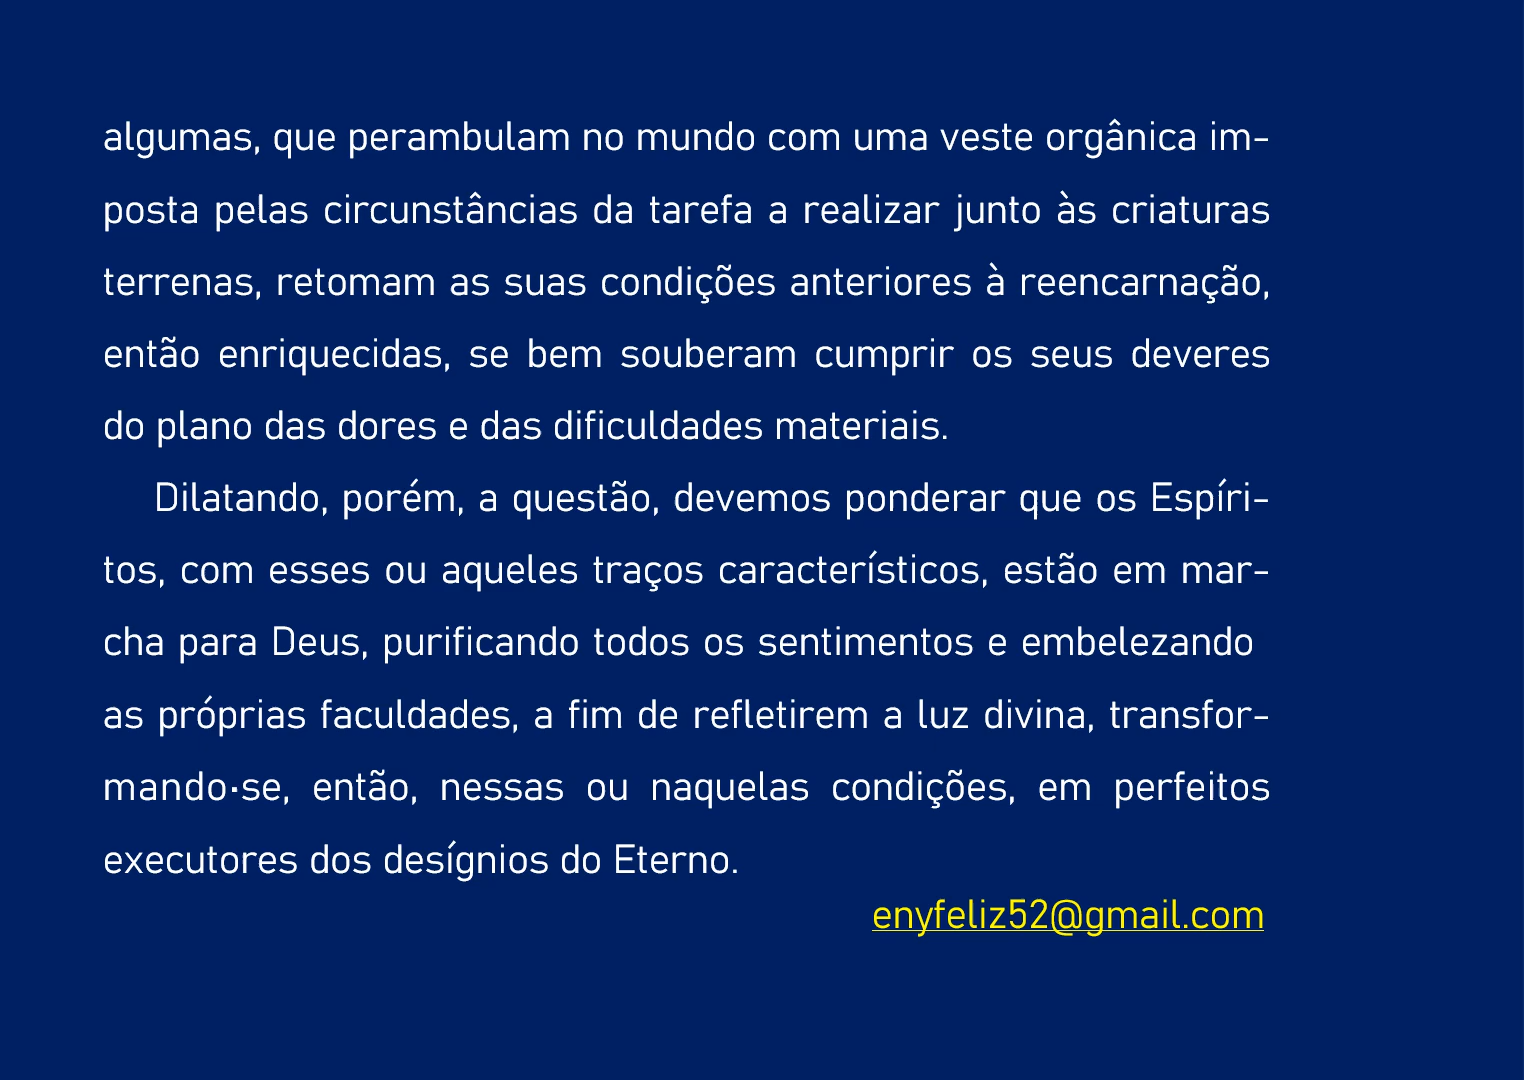 algumas, que perambulam no mundo com uma veste orgânica im-
posta pelas circunstâncias da tarefa a realizar junto às criaturas
terrenas, retomam as suas condições anteriores à reencarnação,
então enriquecidas, se bem souberam cumprir os seus deveres
do plano das dores e das dificuldades materiais.
Dilatando, porém, a questão, devemos ponderar que os Espíri-
tos, com esses ou aqueles traços característicos, estão em mar-
cha para Deus, purificando todos os sentimentos e embelezando
as próprias faculdades, a fim de refletirem a luz divina, transfor-
mando·se, então, nessas ou naquelas condições, em perfeitos
executores dos desígnios do Eterno.
enyfeliz52@gmail.com